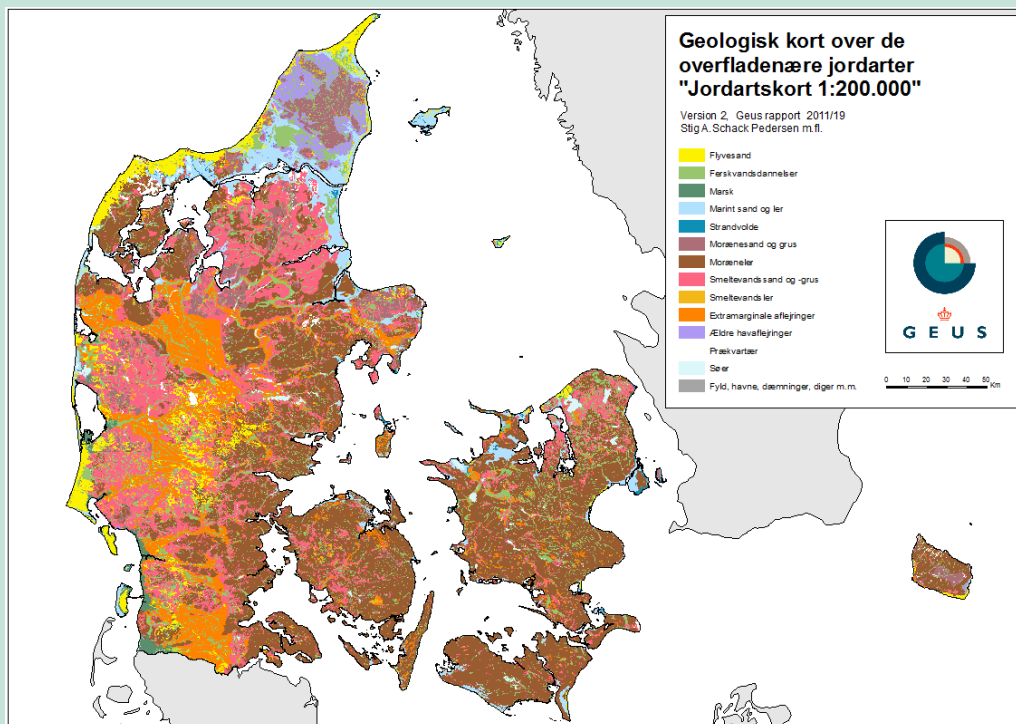 Geologisk kort over de
overfladenære jordarter
"Jordartskort 1:200.000"
Version 2, Geus rapport 2011/19
Stig A. Schack Pedersen m.fl.
Flyvesand
Ferskvandsdannelser
Marsk
Marint sand og ler
Strandvolde
Morænesand og grus
Moræneler
Smeltevandssand og -grus
Smeltevandsler
Extramarginale aflejringer
Ældre havaflejringer
Prækvartær
Søer
Fyld, havne, dæmninger, diger m.m.
GEUS
0 10 20 30 40 50
Km